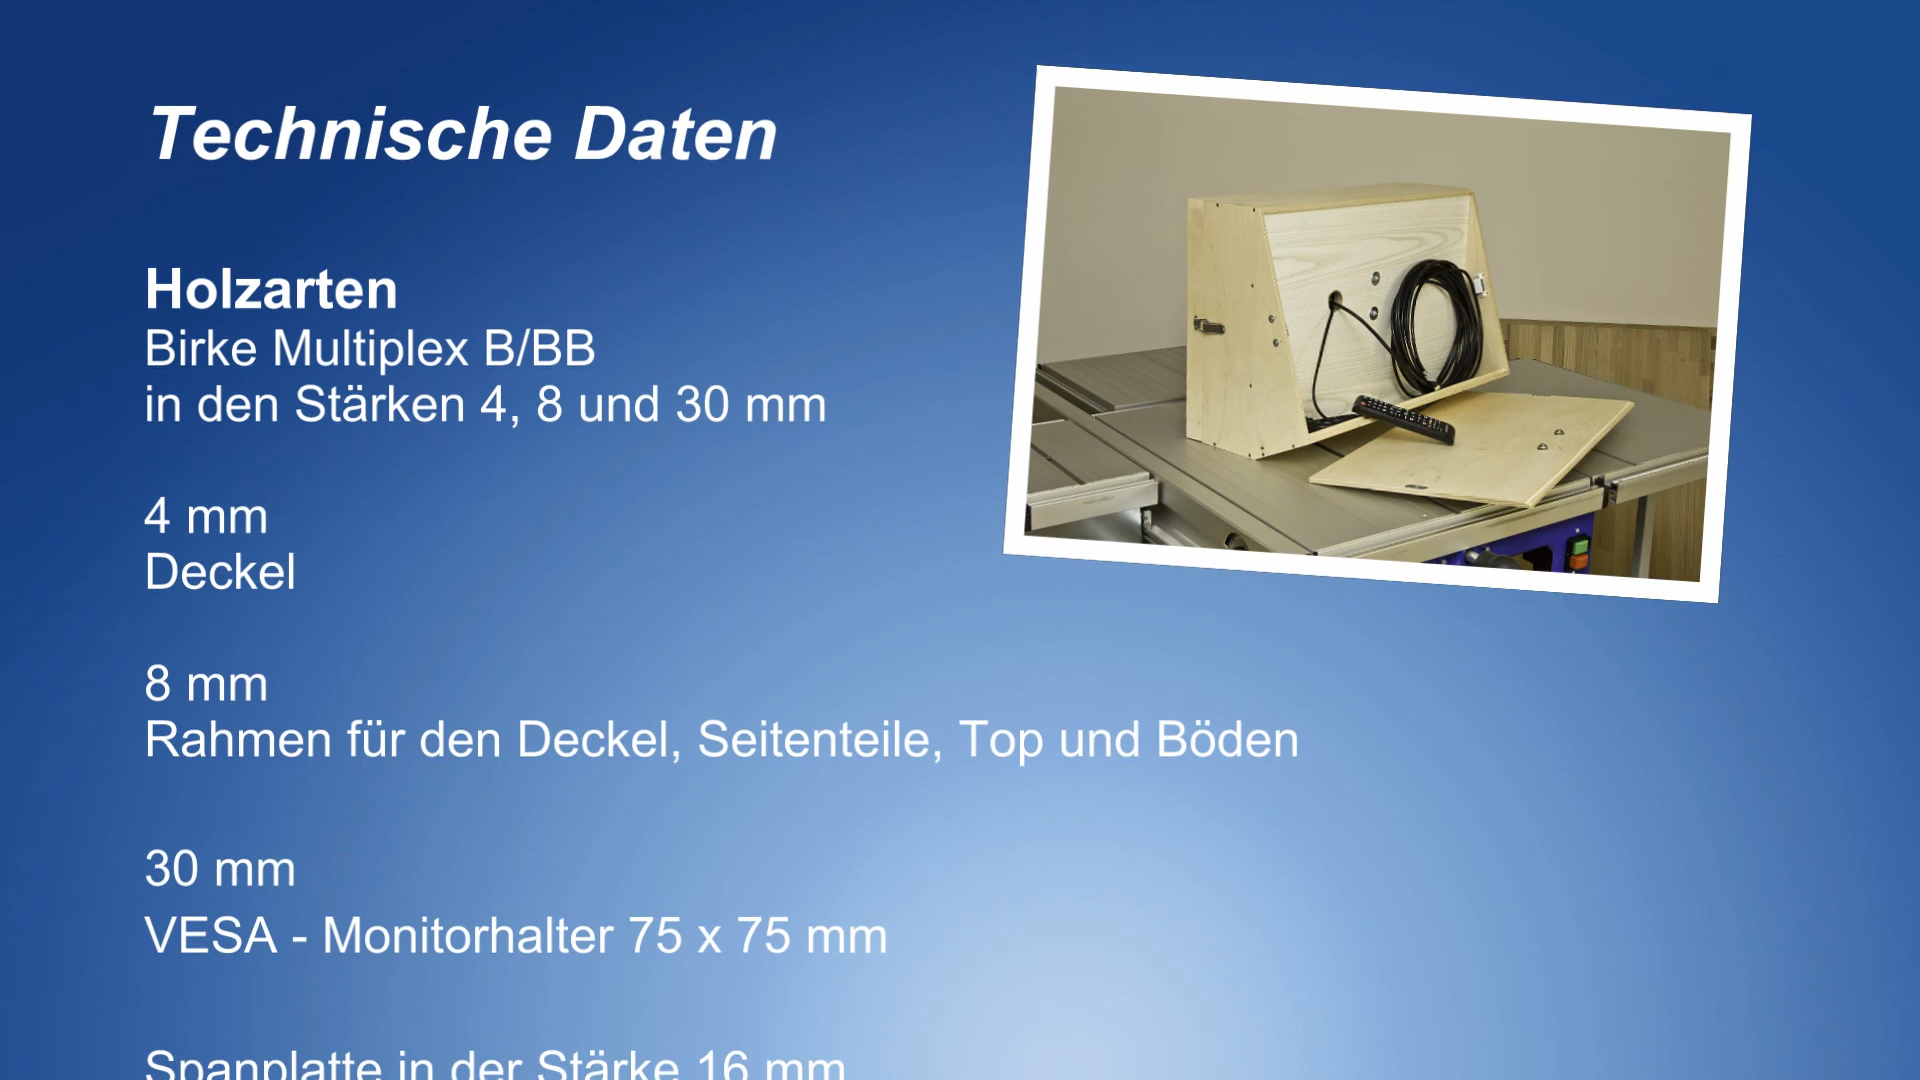 Technische Daten
Holzarten
Birke Multiplex B/BB
in den Stärken 4, 8 und 30 mm
4 mm
Deckel
8 mm
Rahmen für den Deckel, Seitenteile, Top und Böden
30 mm
VESA - Monitorhalter 75 x 75 mm
Spanplatte in der Stärke 16 mm